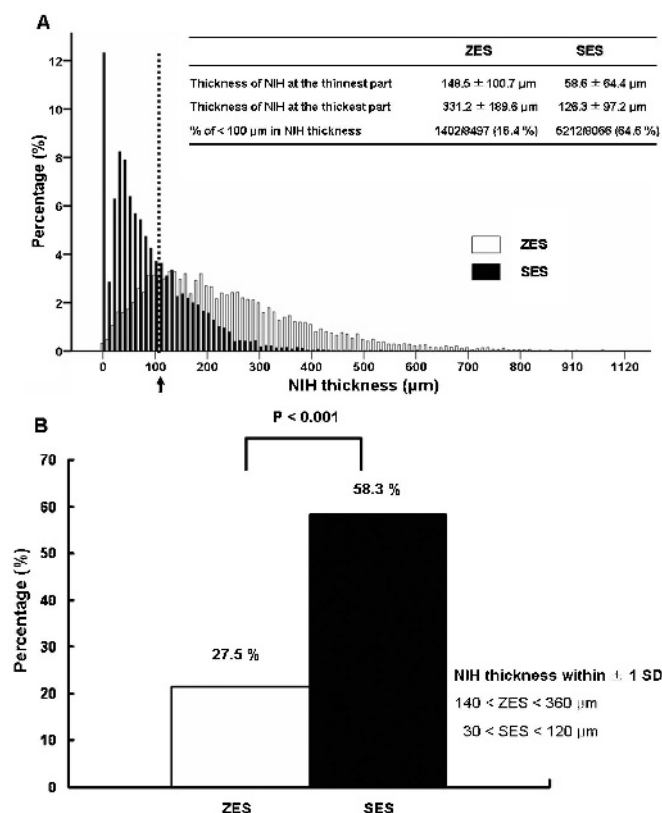 A
ZES SES
Thickness of NIH at the thinnest part 148.5 ± 100.7 μm 58.6 ± 64.4 μm
Thickness of NIH at the thickest part 331.2 ± 189.6 μm 126.3 ± 97.2 μm
% of < 100 μm in NIH thickness 1402/8497 (16.4 %) 5212/8066 (64.6 %)
12
10
8
6
4
2
0
Percentage (%)
ZES
SES
0 100 200 300 400 500 600 700 800 910 1120
NIH thickness (μm)
B
P < 0.001
70
60
50
40
30
20
10
0
Percentage (%)
58.3 %
27.5 %
NIH thickness within ± 1 SD
140 < ZES < 360 μm
30 < SES < 120 μm
ZES SES